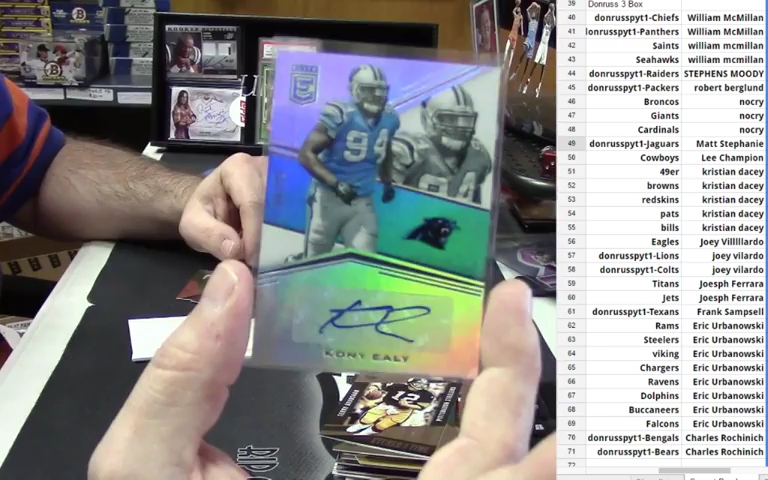 39 Donruss 3 Box
40 donrusspyt1-Chiefs William McMillan
41 lonrusspyt1-Panthers William McMillan
42 Saints william mcmillan
43 Seahawks william mcmillan
44 donrusspyt1-Raiders STEPHENS MOODY
45 donrusspyt1-Packers robert berglund
46 Broncos nocry
47 Giants nocry
48 Cardinals nocry
49 donrusspyt1-Jaguars Matt Stephanie
50 Cowboys Lee Champion
51 49er kristian dacey
52 browns kristian dacey
53 redskins kristian dacey
54 pats kristian dacey
55 bills kristian dacey
56 Eagles Joey Villlllardo
57 donrusspyt1-Lions joey vilardo
58 donrusspyt1-Colts joey vilardo
59 Titans Joesph Ferrara
60 Jets Joesph Ferrara
61 donrusspyt1-Texans Frank Sampsell
62 Rams Eric Urbanowski
63 Steelers Eric Urbanowski
64 viking Eric Urbanowski
65 Chargers Eric Urbanowski
66 Ravens Eric Urbanowski
67 Dolphins Eric Urbanowski
68 Buccaneers Eric Urbanowski
69 Falcons Eric Urbanowski
70 donrusspyt1-Bengals Charles Rochinich
71 donrusspyt1-Bears Charles Rochinich
E
94
KONY EALY
12